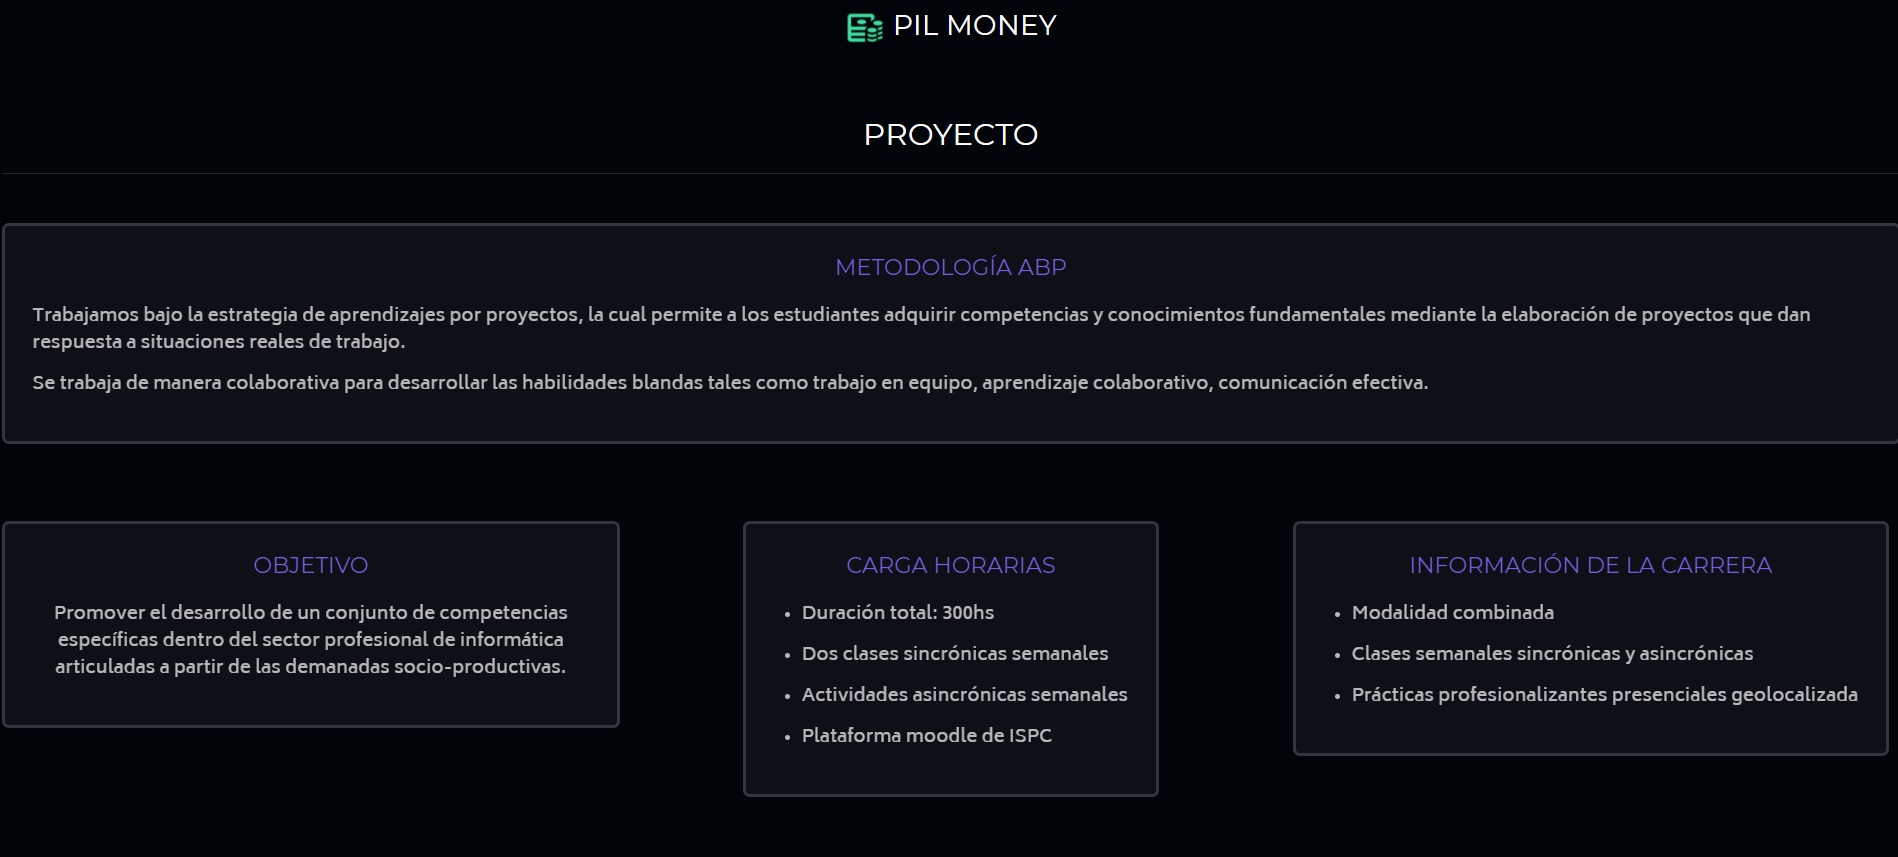 PIL MONEY
PROYECTO
METODOLOGÍA ABP
Trabajamos bajo la estrategia de aprendizajes por proyectos, la cual permite a los estudiantes adquirir competencias y conocimientos fundamentales mediante la elaboración de proyectos que dan
respuesta a situaciones reales de trabajo.
Se trabaja de manera colaborativa para desarrollar las habilidades blandas tales como trabajo en equipo, aprendizaje colaborativo, comunicación efectiva.
OBJETIVO
Promover el desarrollo de un conjunto de competencias
específicas dentro del sector profesional de informática
articuladas a partir de las demanadas socio-productivas.
CARGA HORARIAS
• Duración total: 300hs
• Dos clases sincrónicas semanales
• Actividades asincrónicas semanales
• Plataforma moodle de ISPC
INFORMACIÓN DE LA CARRERA
• Modalidad combinada
• Clases semanales sincrónicas y asincrónicas
• Prácticas profesionalizantes presenciales geolocalizada